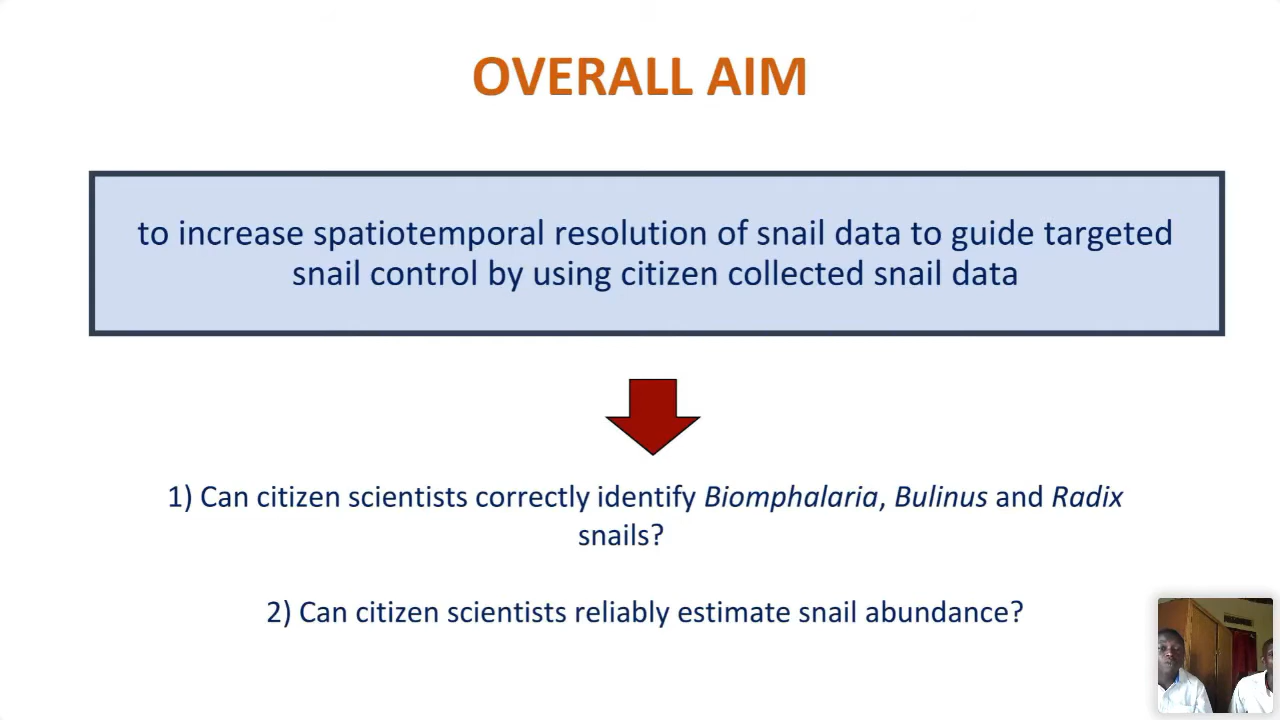 OVERALL AIM
to increase spatiotemporal resolution of snail data to guide targeted
snail control by using citizen collected snail data
1) Can citizen scientists correctly identify Biomphalaria, Bulinus and Radix
snails?
2) Can citizen scientists reliably estimate snail abundance?